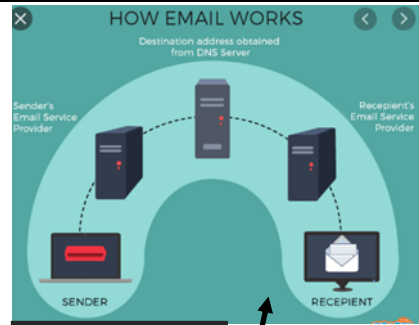 HOW EMAIL WORKS
Destination address obtained
from DNS Server
Sender's
Email Service
Provider
Recepient's
Email Service
Provider
SENDER
RECEPIENT